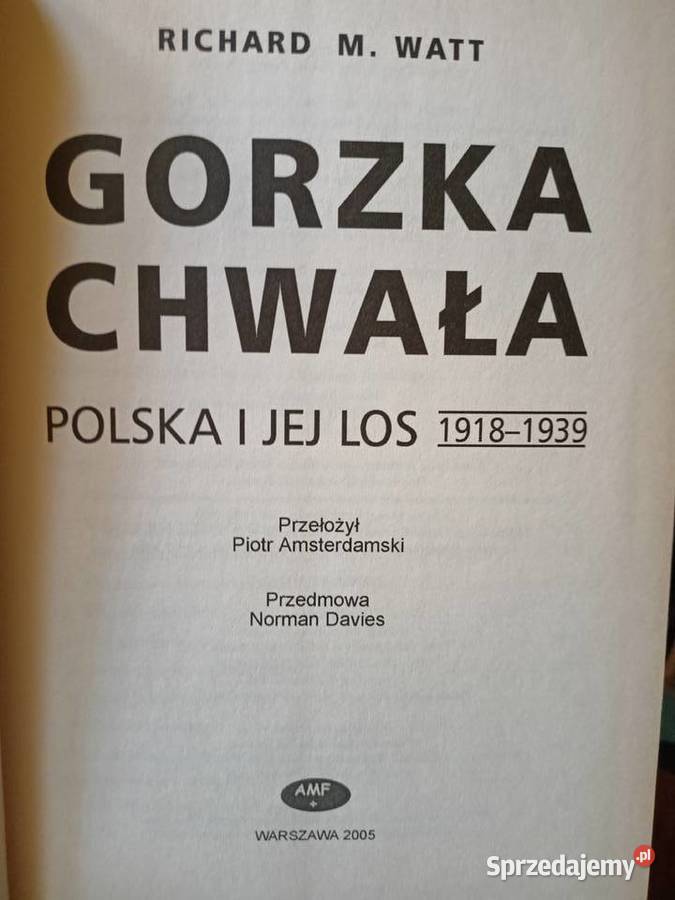 RICHARD M. WATT
GORZKA
CHWAŁA
POLSKA I JEJ LOS 1918–1939
Przełożył
Piotr Amsterdamski
Przedmowa
Norman Davies
AMF
+
WARSZAWA 2005
Sprzedajemy.pl